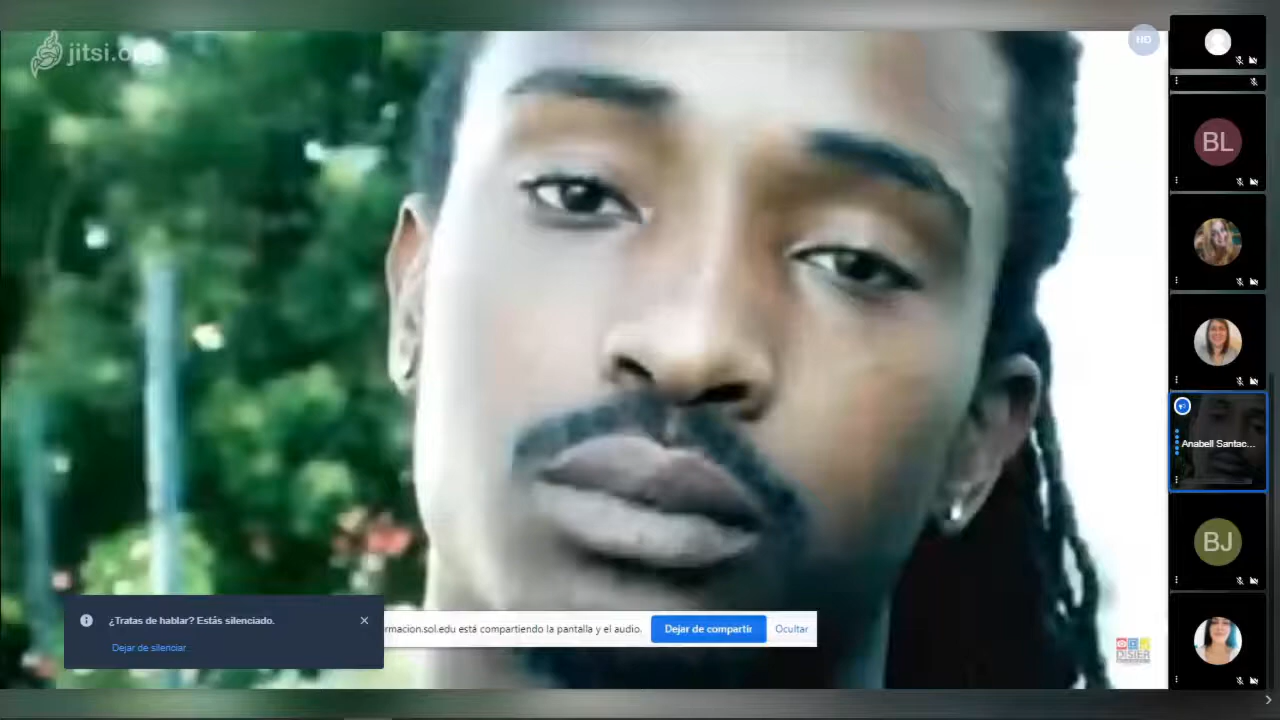 jitsi.org
HD
BL
Anabell Santac...
BJ
¿Tratas de hablar? Estás silenciado.
Dejar de silenciar
rmacion.sol.edu está compartiendo la pantalla y el audio.
Dejar de compartir
Ocultar
DISIER